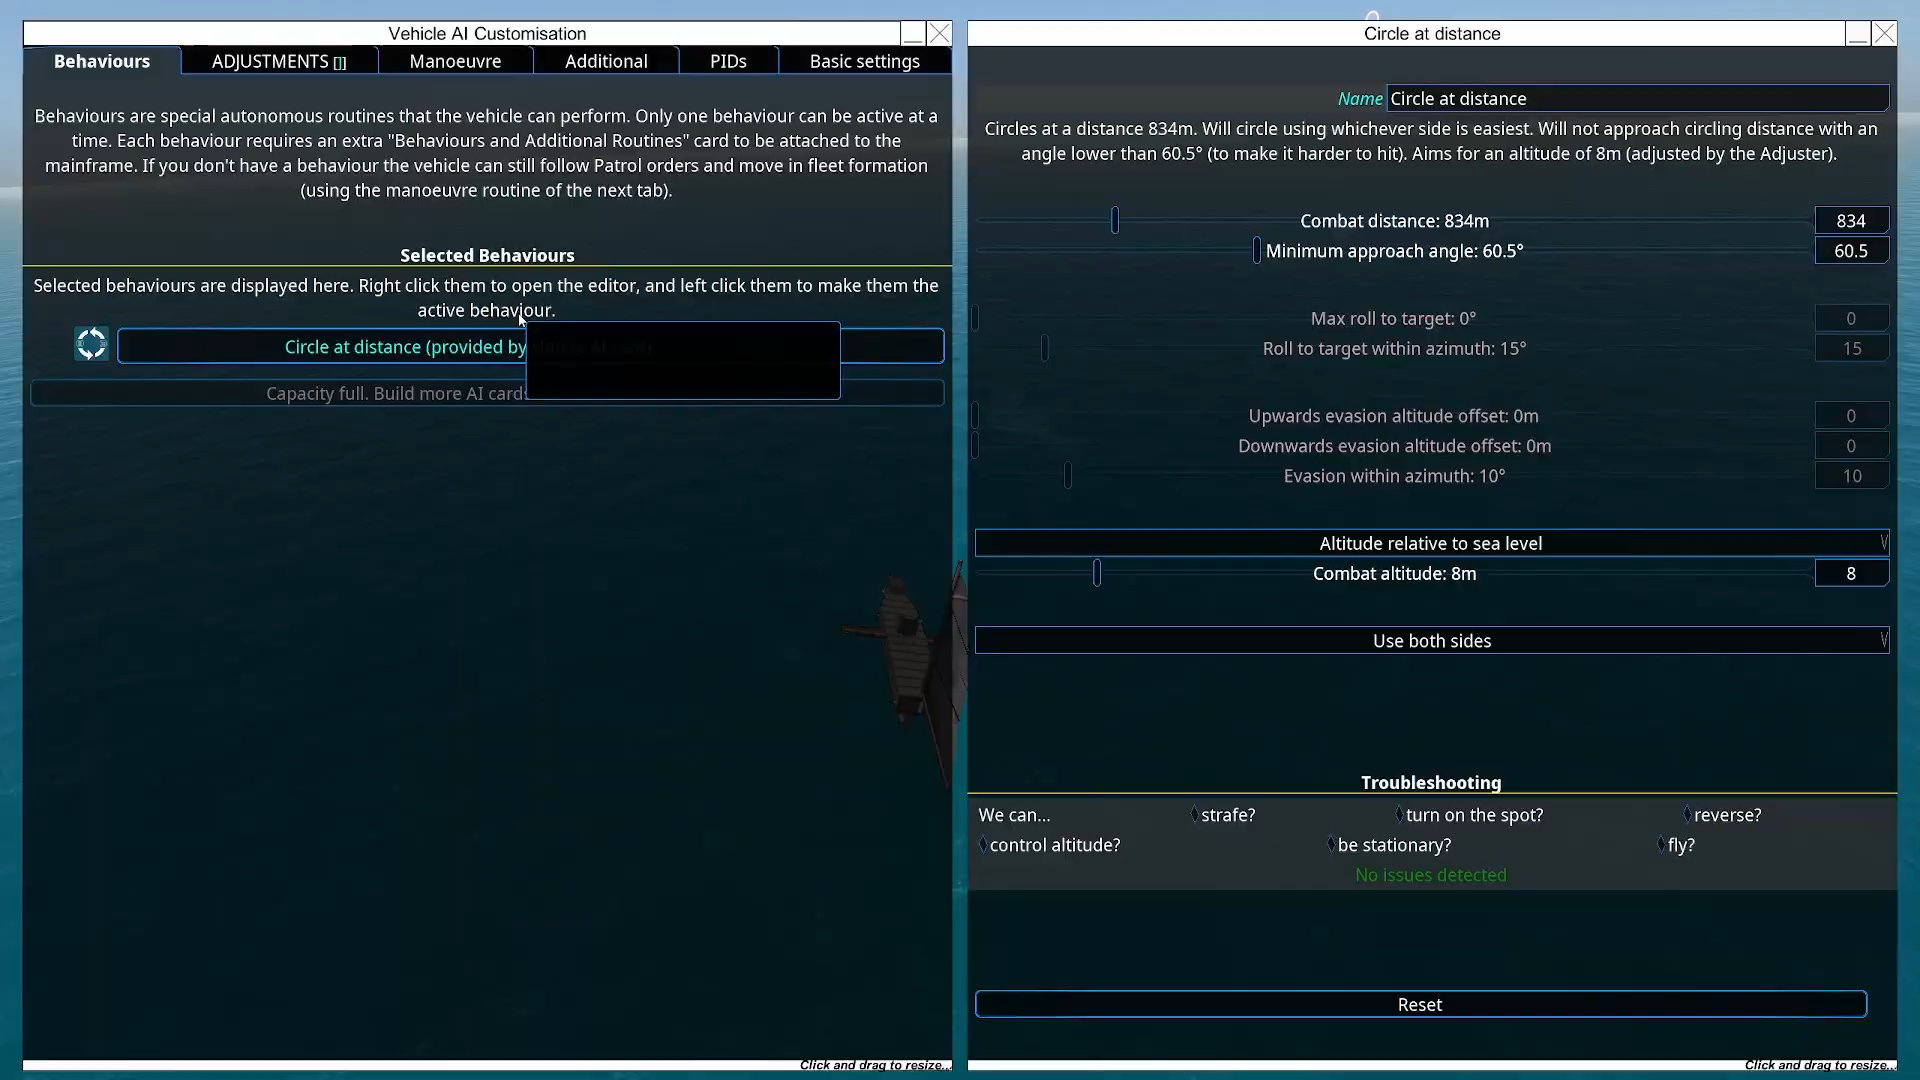 Vehicle AI Customisation
Behaviours
ADJUSTMENTS []
Manoeuvre
Additional
PIDs
Basic settings
Behaviours are special autonomous routines that the vehicle can perform. Only one behaviour can be active at a
time. Each behaviour requires an extra "Behaviours and Additional Routines" card to be attached to the
mainframe. If you don't have a behaviour the vehicle can still follow Patrol orders and move in fleet formation
(using the manoeuvre routine of the next tab).
Selected Behaviours
Selected behaviours are displayed here. Right click them to open the editor, and left click them to make them the
active behaviour.
Circle at distance (provided by
Capacity full. Build more AI cards
Click and drag to resize...
Circle at distance
Name Circle at distance
Circles at a distance 834m. Will circle using whichever side is easiest. Will not approach circling distance with an
angle lower than 60.5° (to make it harder to hit). Aims for an altitude of 8m (adjusted by the Adjuster).
Combat distance: 834m 834
Minimum approach angle: 60.5° 60.5
Max roll to target: 0° 0
Roll to target within azimuth: 15° 15
Upwards evasion altitude offset: 0m 0
Downwards evasion altitude offset: 0m 0
Evasion within azimuth: 10° 10
Altitude relative to sea level V
Combat altitude: 8m 8
Use both sides V
Troubleshooting
We can... strafe? turn on the spot? reverse?
control altitude? be stationary? fly?
No issues detected
Reset
Click and drag to resize...